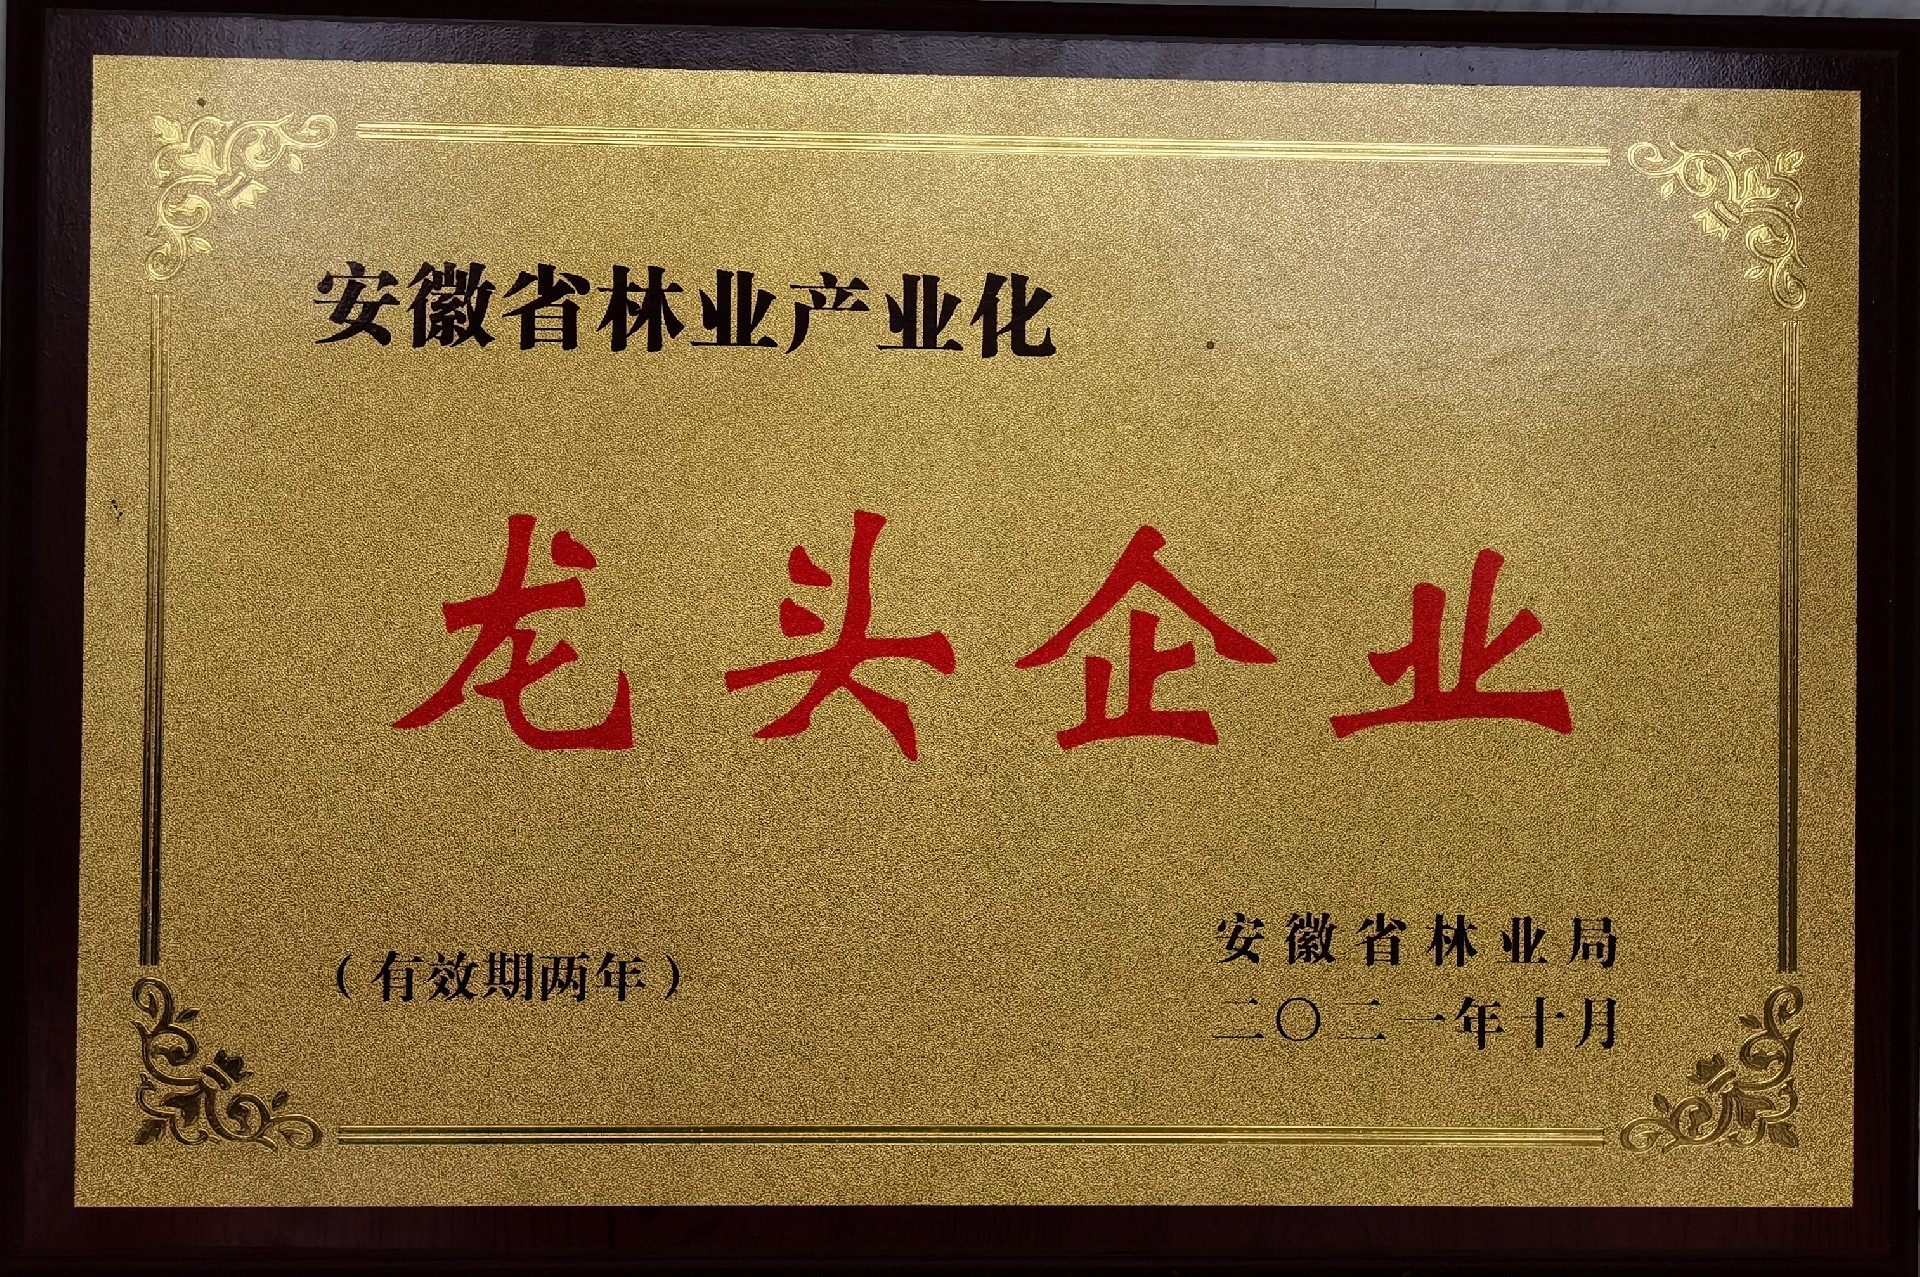 安徽省林业产业化
龙头企业
（有效期两年）
安徽省林业局
二〇二一年十月